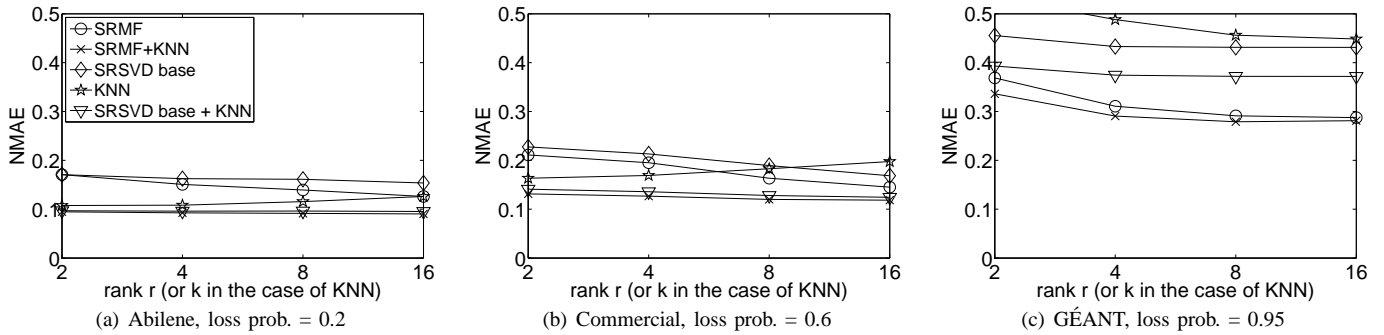 0.5
0.4
0.3
0.2
0.1
0
NMAE
SRMF
SRMF+KNN
SRSVD base
KNN
SRSVD base + KNN
2 4 8 16
rank r (or k in the case of KNN)
(a) Abilene, loss prob. = 0.2
0.5
0.4
0.3
0.2
0.1
0
NMAE
2 4 8 16
rank r (or k in the case of KNN)
(b) Commercial, loss prob. = 0.6
0.5
0.4
0.3
0.2
0.1
0
NMAE
2 4 8 16
rank r (or k in the case of KNN)
(c) GÉANT, loss prob. = 0.95